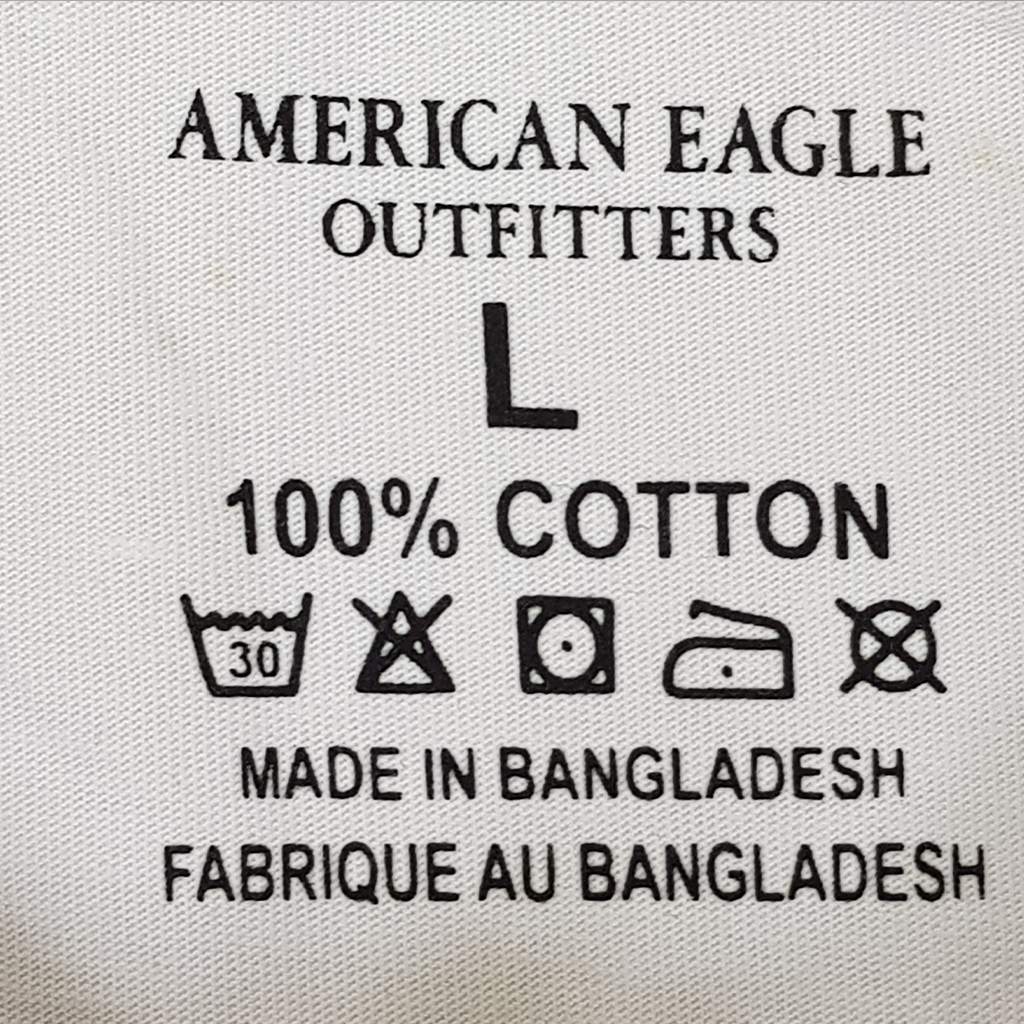 AMERICAN EAGLE
OUTFITTERS
L
100% COTTON
30
MADE IN BANGLADESH
FABRIQUE AU BANGLADESH